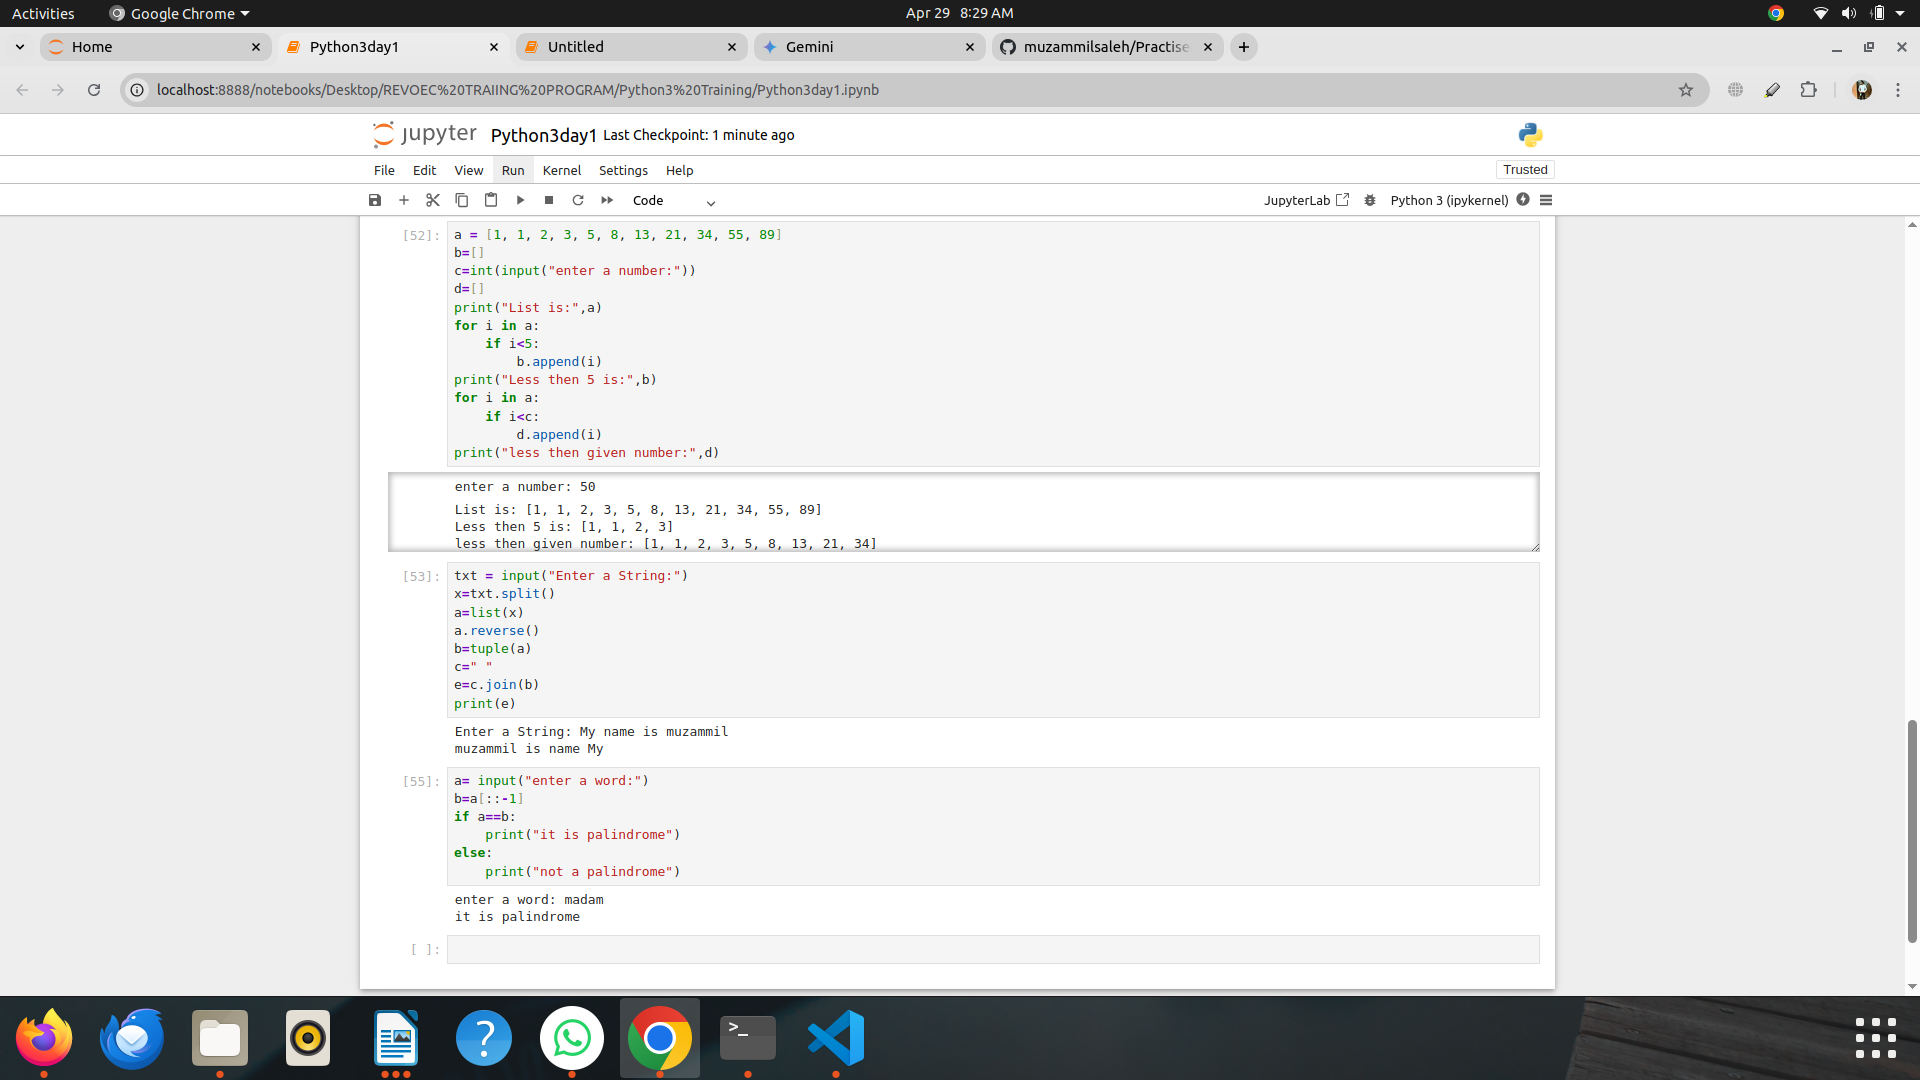 Activities Google Chrome Apr 29 8:29 AM
Home Python3day1 Untitled Gemini muzammilsaleh/Practise
localhost:8888/notebooks/Desktop/REVOEC%20TRAIING%20PROGRAM/Python3%20Training/Python3day1.ipynb
jupyter Python3day1 Last Checkpoint: 1 minute ago
File Edit View Run Kernel Settings Help Trusted
Code JupyterLab Python 3 (ipykernel)
[52]: a = [1, 1, 2, 3, 5, 8, 13, 21, 34, 55, 89]
b=[]
c=int(input("enter a number:"))
d=[]
print("List is:",a)
for i in a:
    if i<5:
        b.append(i)
print("Less then 5 is:",b)
for i in a:
    if i<c:
        d.append(i)
print("less then given number:",d)
enter a number: 50
List is: [1, 1, 2, 3, 5, 8, 13, 21, 34, 55, 89]
Less then 5 is: [1, 1, 2, 3]
less then given number: [1, 1, 2, 3, 5, 8, 13, 21, 34]
[53]: txt = input("Enter a String:")
x=txt.split()
a=list(x)
a.reverse()
b=tuple(a)
c=" "
e=c.join(b)
print(e)
Enter a String: My name is muzammil
muzammil is name My
[55]: a= input("enter a word:")
b=a[::-1]
if a==b:
    print("it is palindrome")
else:
    print("not a palindrome")
enter a word: madam
it is palindrome
[ ]: